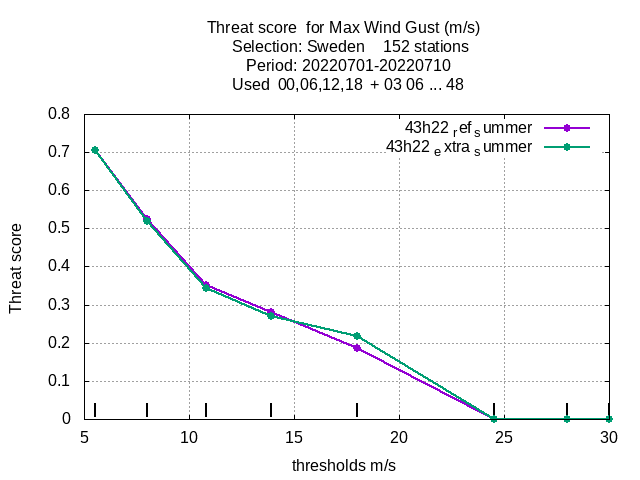 Threat score  for Max Wind Gust (m/s)
Selection: Sweden    152 stations
Period: 20220701-20220710
Used  00,06,12,18  + 03 06 ... 48
43h22 ref summer
43h22 extra summer
0.8
0.7
0.6
0.5
0.4
0.3
0.2
0.1
0
Threat score
5 10 15 20 25 30
thresholds m/s